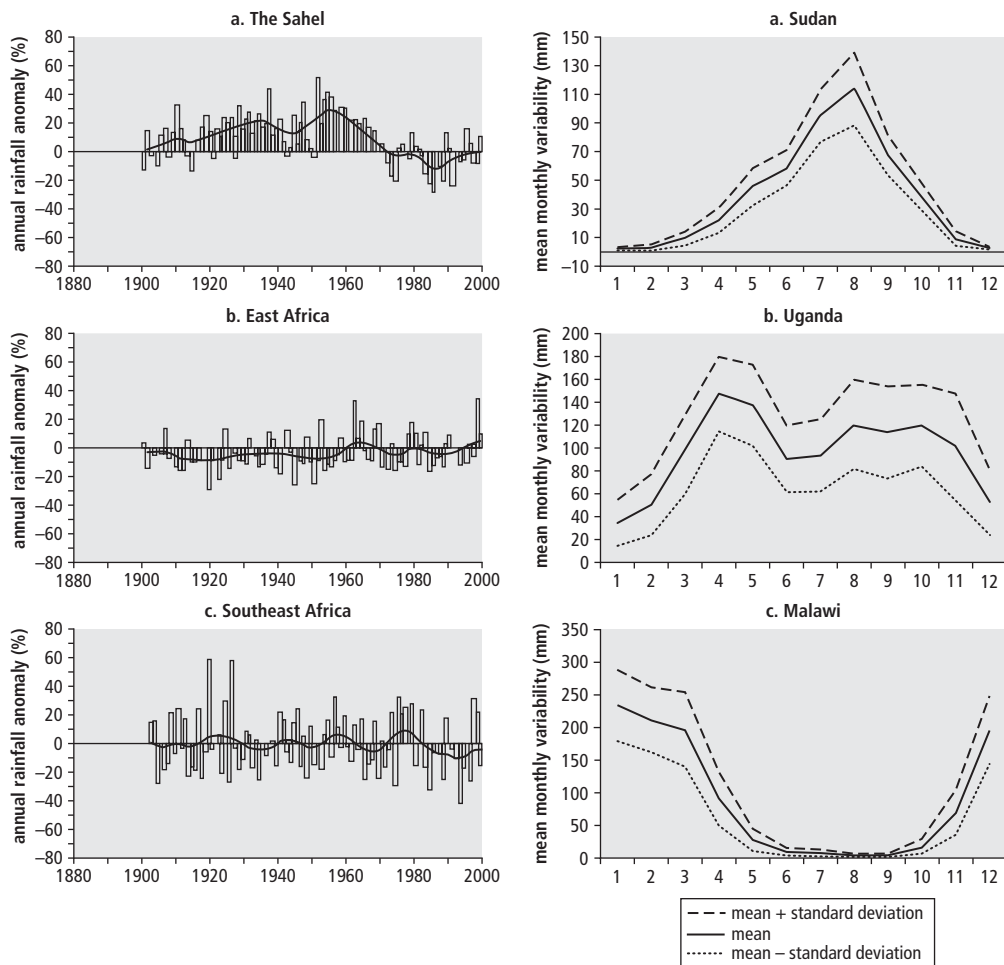 a. The Sahel
annual rainfall anomaly (%)
80
60
40
20
0
–20
–40
–60
–80
1880 1900 1920 1940 1960 1980 2000
b. East Africa
annual rainfall anomaly (%)
80
60
40
20
0
–20
–40
–60
–80
1880 1900 1920 1940 1960 1980 2000
c. Southeast Africa
annual rainfall anomaly (%)
80
60
40
20
0
–20
–40
–60
–80
1880 1900 1920 1940 1960 1980 2000
a. Sudan
mean monthly variability (mm)
150
130
110
90
70
50
30
10
–10
1 2 3 4 5 6 7 8 9 10 11 12
b. Uganda
mean monthly variability (mm)
200
180
160
140
120
100
80
60
40
20
0
1 2 3 4 5 6 7 8 9 10 11 12
c. Malawi
mean monthly variability (mm)
350
300
250
200
150
100
50
0
1 2 3 4 5 6 7 8 9 10 11 12
mean + standard deviation
mean
mean – standard deviation